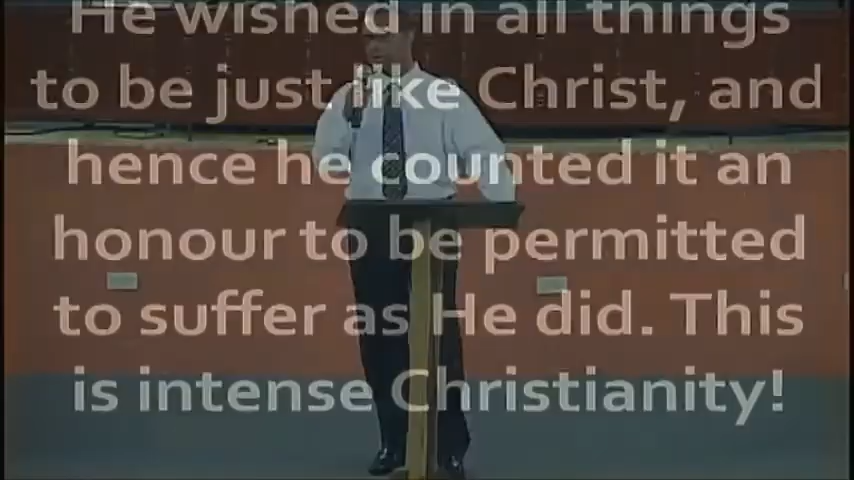 He wished in all things
to be just like Christ, and
hence he counted it an
honour to be permitted
to suffer as He did. This
is intense Christianity!